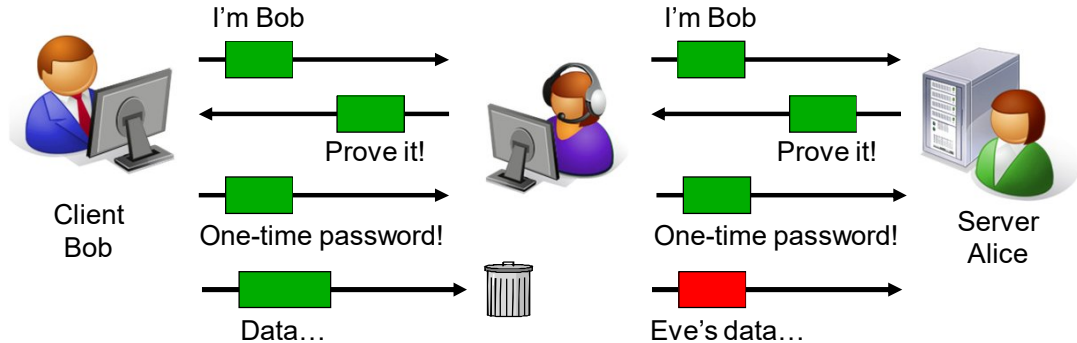 I’m Bob
I’m Bob
Prove it!
Prove it!
Client
Bob
One-time password!
One-time password!
Server
Alice
Data…
Eve’s data…